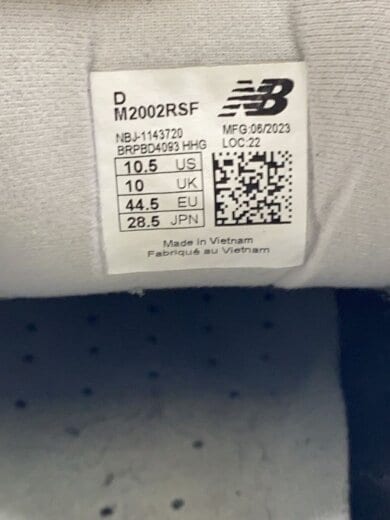 D
M2002RSF
NB
NBJ-1143720
BRPBD4093 HHG
MFG:06/2023
LOC:22
10.5 US
10 UK
44.5 EU
28.5 JPN
Made in Vietnam
Fabriqué au Vietnam